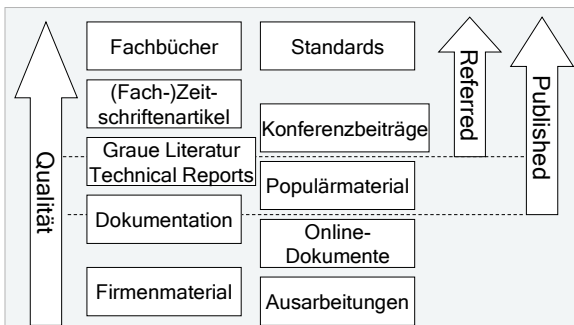 Qualität
Fachbücher
(Fach-)Zeit-
schriftenartikel
Graue Literatur
Technical Reports
Dokumentation
Firmenmaterial
Standards
Konferenzbeiträge
Populärmaterial
Online-
Dokumente
Ausarbeitungen
Referred
Published